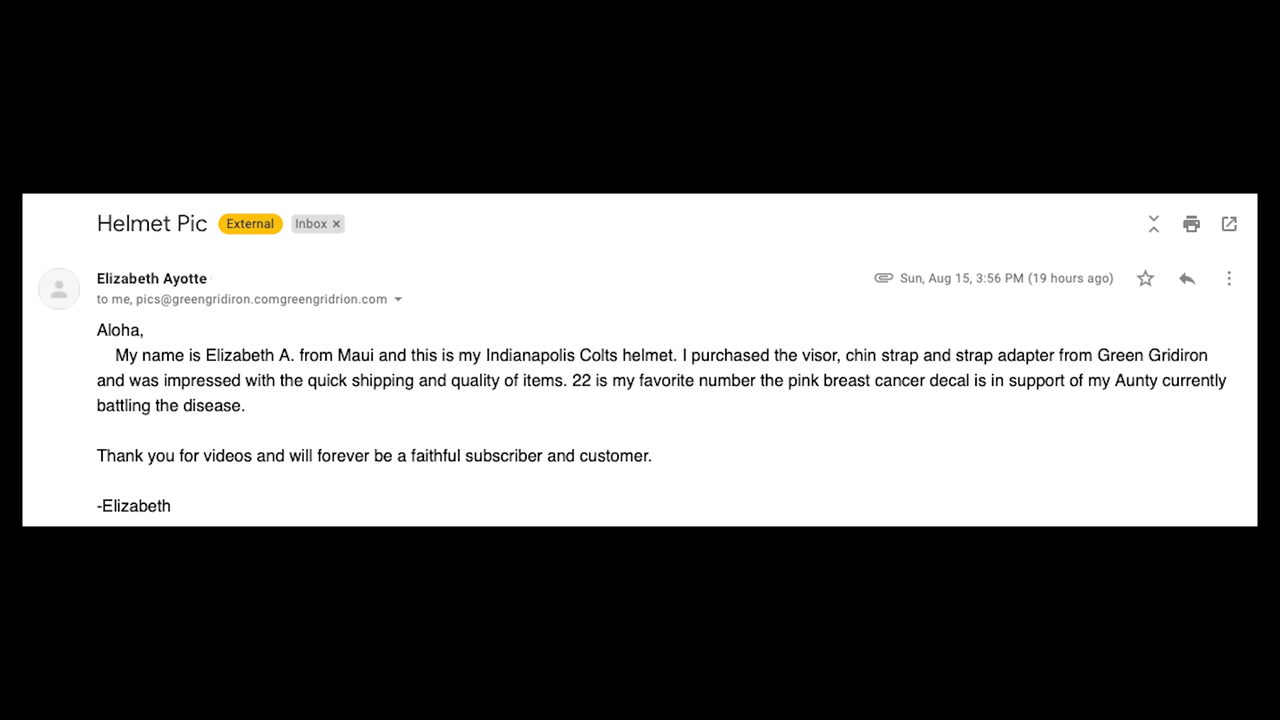 Helmet Pic External Inbox ×
Elizabeth Ayotte Sun, Aug 15, 3:56 PM (19 hours ago)
to me, pics@greengridiron.comgreengridrion.com
Aloha,
My name is Elizabeth A. from Maui and this is my Indianapolis Colts helmet. I purchased the visor, chin strap and strap adapter from Green Gridiron
and was impressed with the quick shipping and quality of items. 22 is my favorite number the pink breast cancer decal is in support of my Aunty currently
battling the disease.
Thank you for videos and will forever be a faithful subscriber and customer.
-Elizabeth